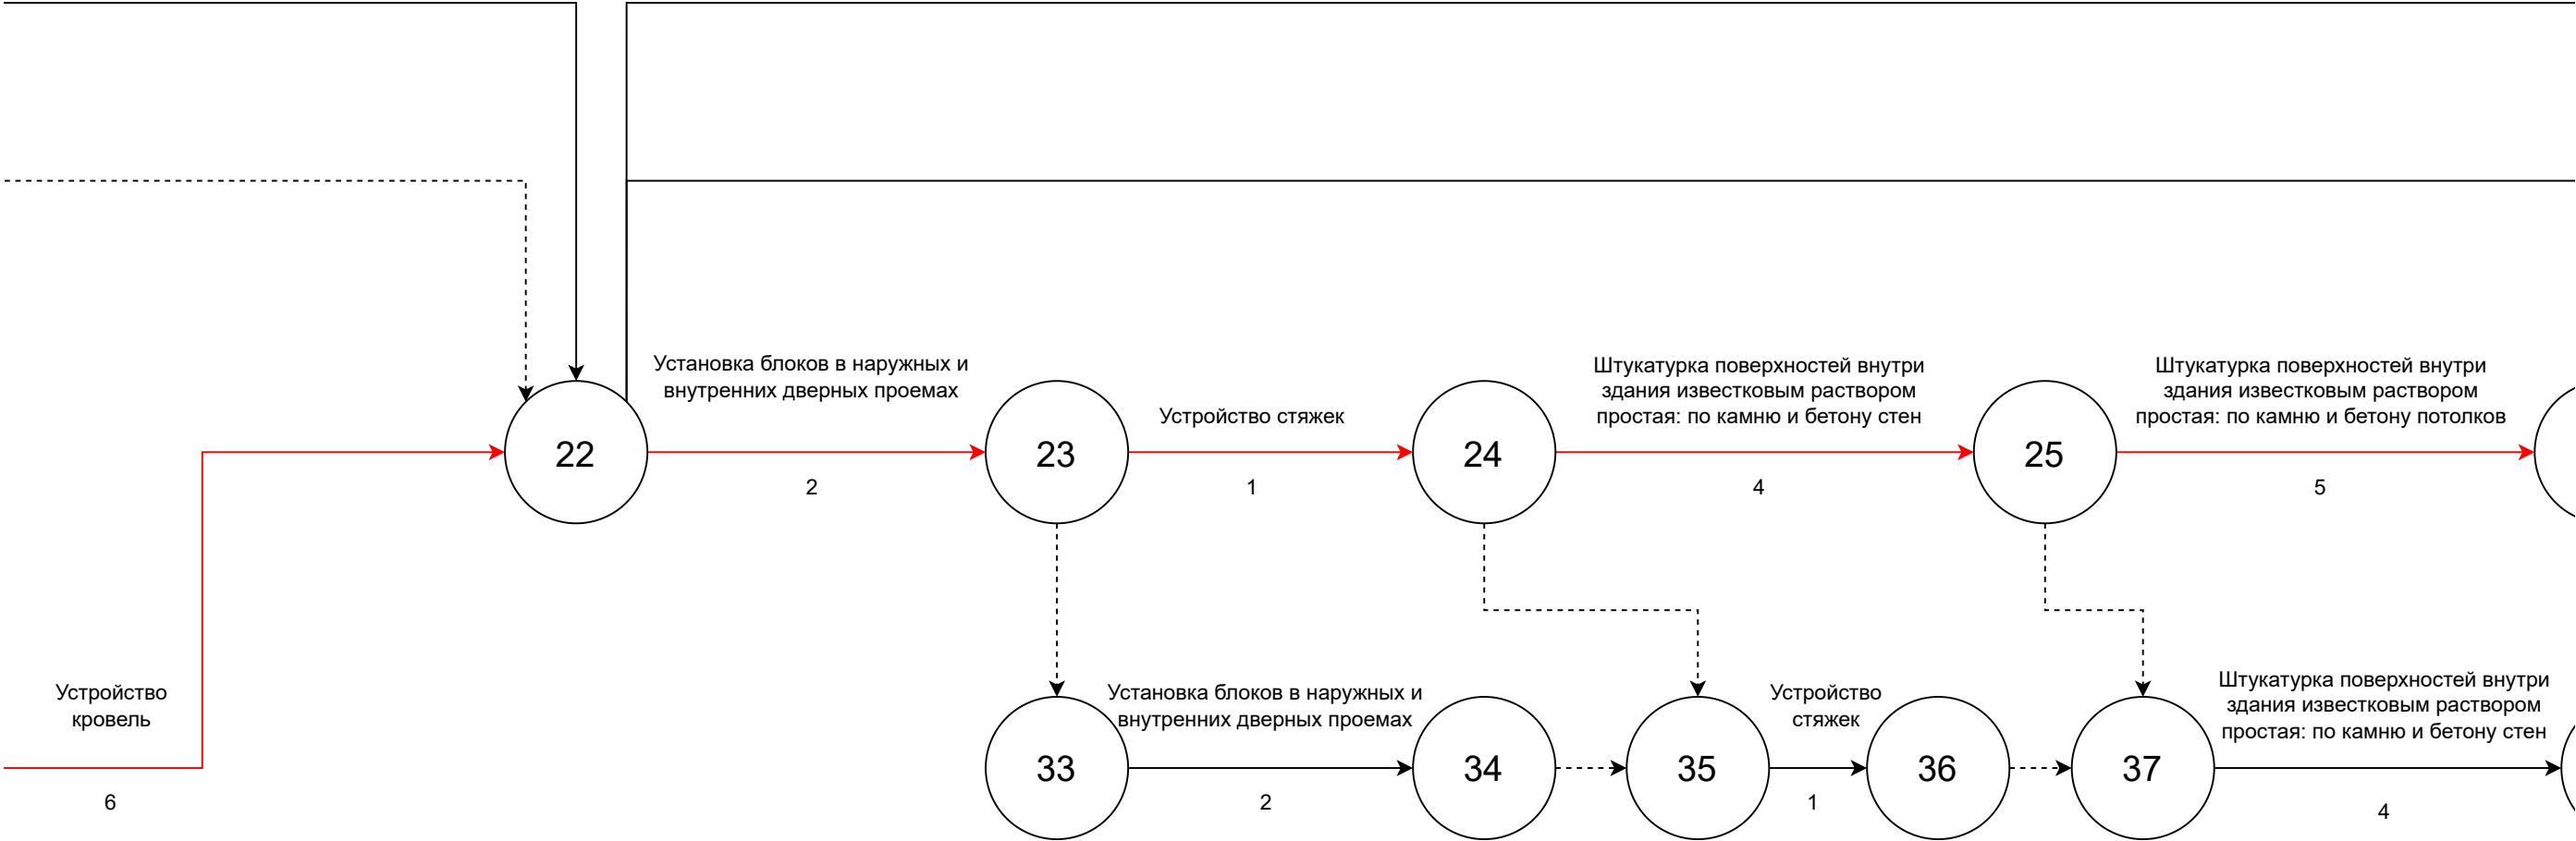 Установка блоков в наружных и
внутренних дверных проемах
Устройство стяжек
Штукатурка поверхностей внутри
здания известковым раствором
простая: по камню и бетону стен
Штукатурка поверхностей внутри
здания известковым раствором
простая: по камню и бетону потолков
22
23
24
25
2
1
4
5
Устройство
кровель
6
Установка блоков в наружных и
внутренних дверных проемах
Устройство
стяжек
Штукатурка поверхностей внутри
здания известковым раствором
простая: по камню и бетону стен
33
34
35
36
37
2
1
4